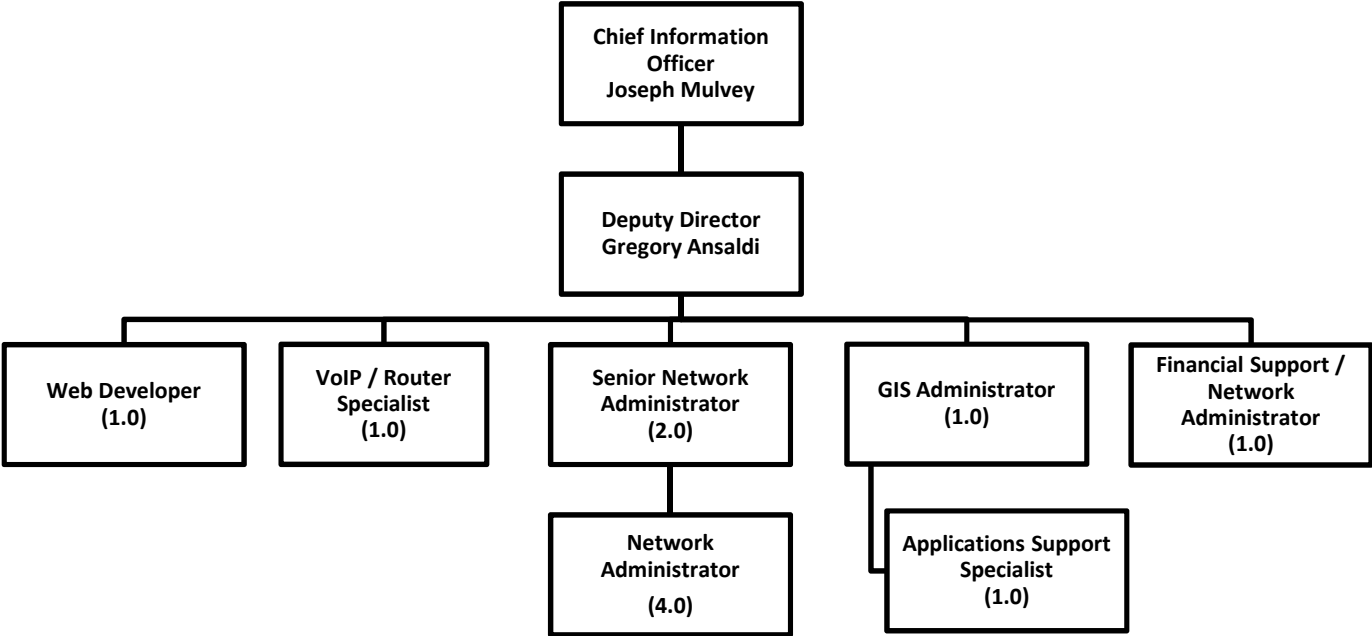 Chief Information
Officer
Joseph Mulvey
Deputy Director
Gregory Ansaldi
Web Developer
(1.0)
VoIP / Router
Specialist
(1.0)
Senior Network
Administrator
(2.0)
GIS Administrator
(1.0)
Financial Support /
Network
Administrator
(1.0)
Network
Administrator
(4.0)
Applications Support
Specialist
(1.0)